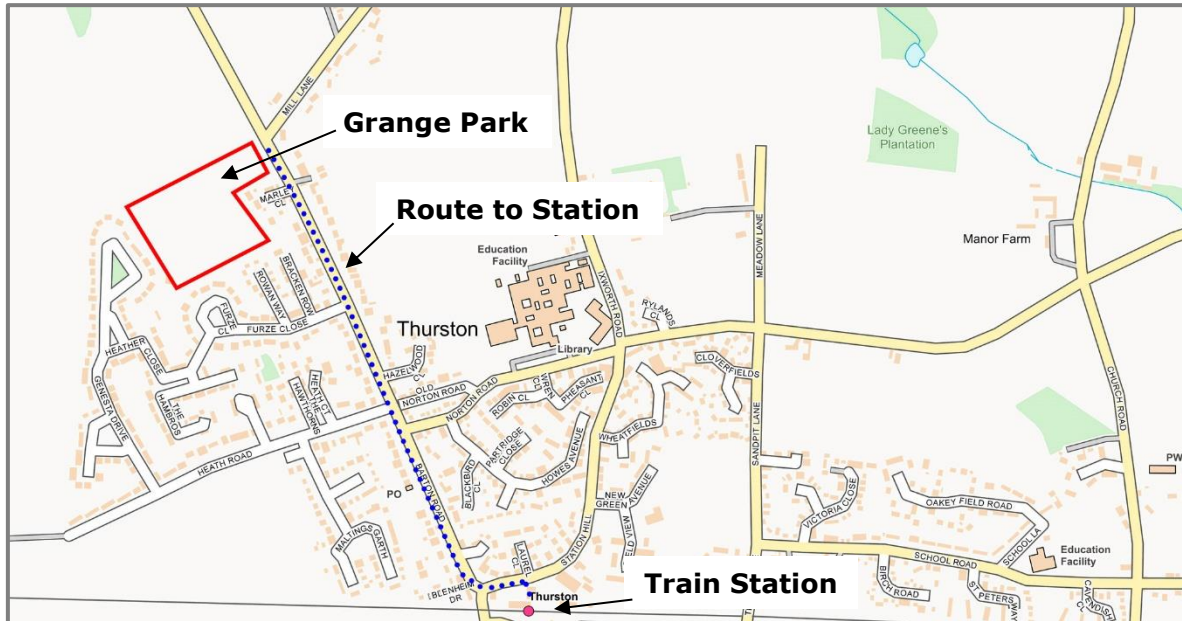 MILL LANE
Grange Park
Lady Greene's
Plantation
MARLE
CL
Route to Station
Education
Facility
MEADOW LANE
Manor Farm
IXWORTH ROAD
RYLANDS
CL
Thurston
Library
BRACKEN ROW
ROWAN WAY
FURZE
CL
FURZE CLOSE
HEATHER
CLOSE
GENESTA DRIVE
THE
HAMBROS
HEATH CT
THE
HAWTHORNS
HAZELWOOD
CL
OLD
NORTON ROAD
NORTON ROAD
ROBIN
CL
WREN
CL
PHEASANT
CL
CLOVERFIELDS
CHURCH ROAD
WHEATFIELDS
SANDPIT LANE
HEATH ROAD
PARTRIDGE
CLOSE
HOWES AVENUE
BLACKBIRD
CL
BARTON ROAD
PO
PW
NEW
GREEN
AVENUE
VICTORIA CLOSE
OAKEY FIELD ROAD
SCHOOL LA
MALTINGS
GARTH
STATION HILL
LAUREL
CL
SCHOOL ROAD
Education
Facility
BIRCH ROAD
ST PETERS
WAY
CAVENDISH
BLENHEIM
DR
Thurston
Train Station